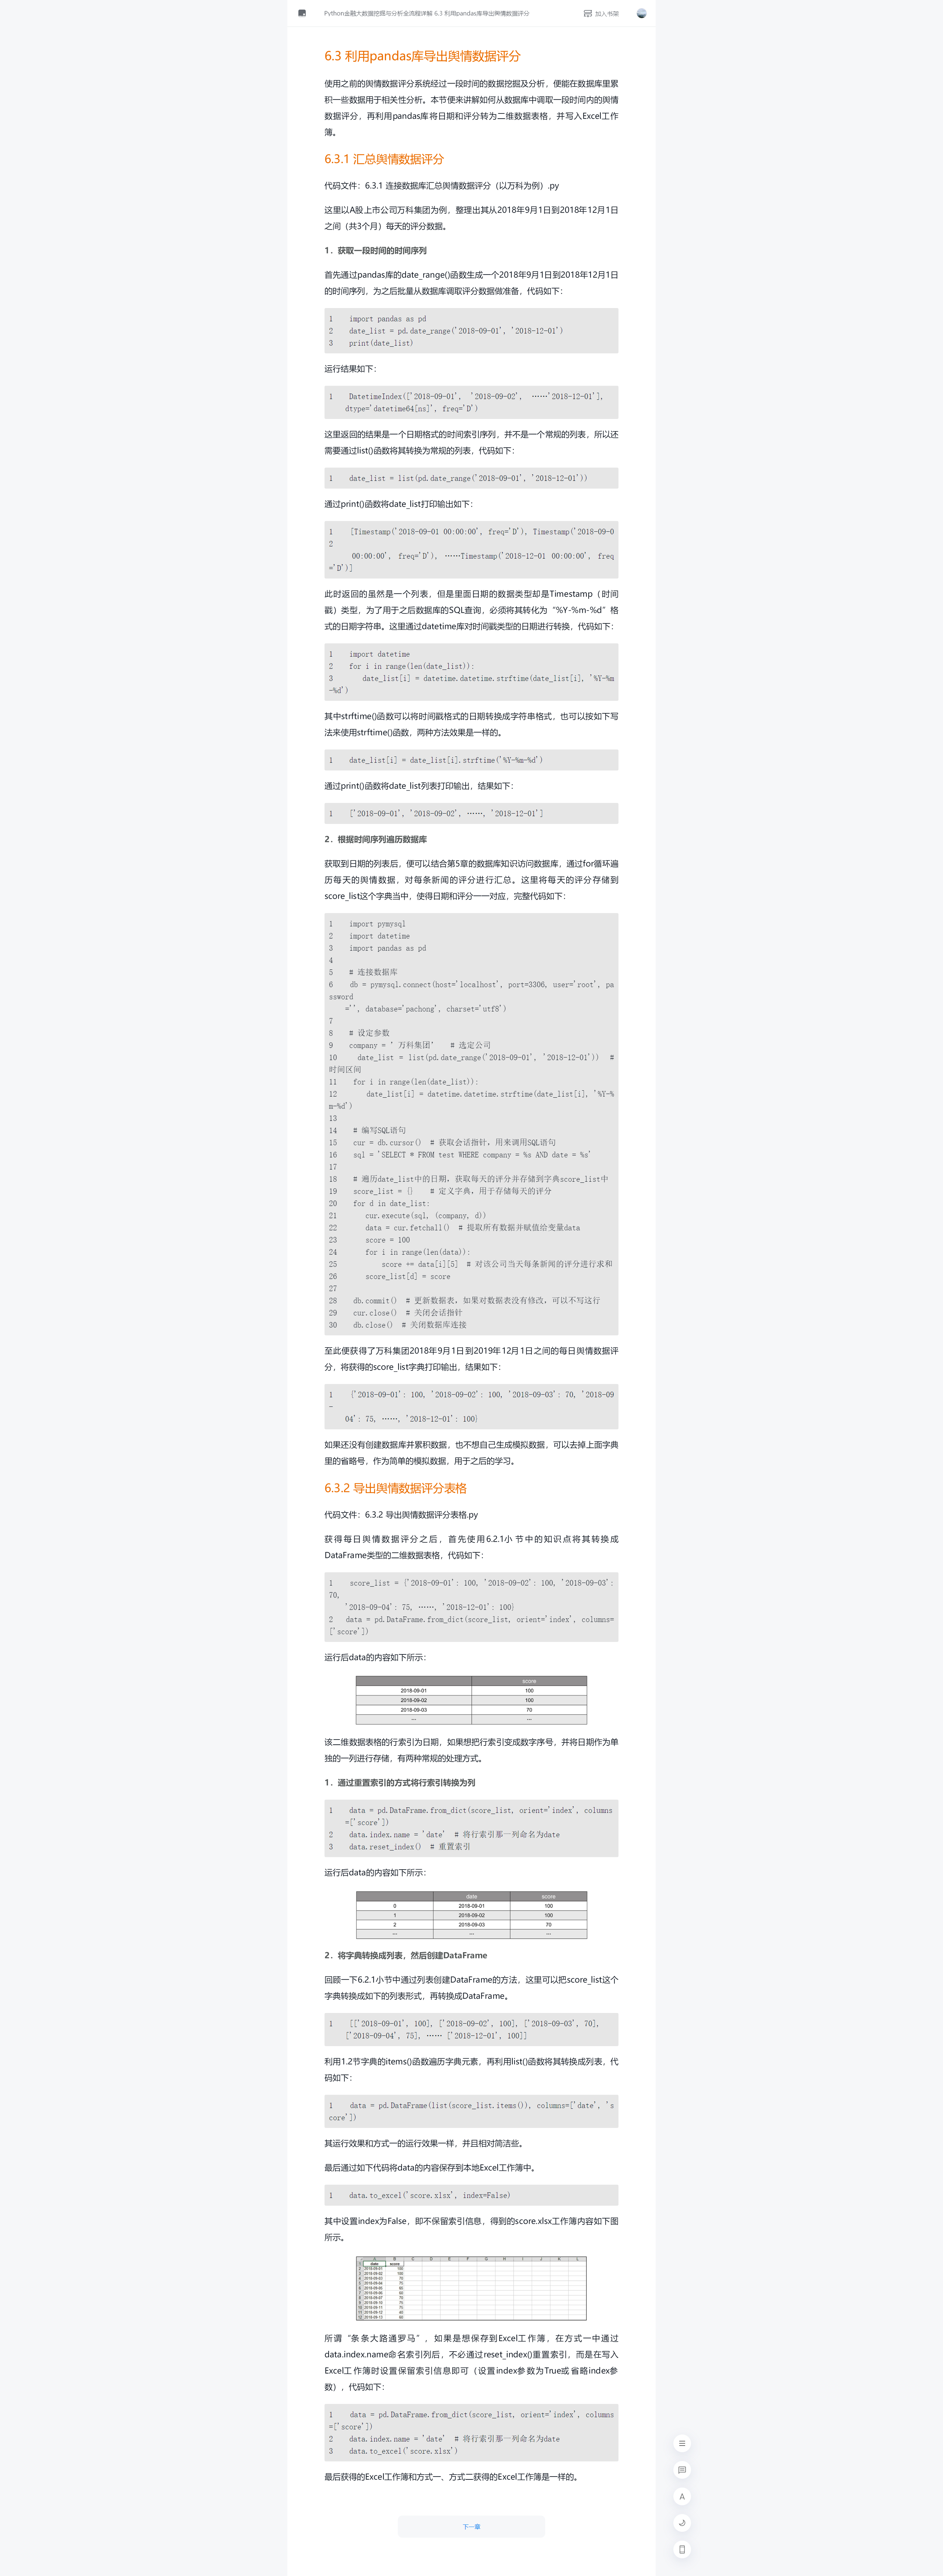 Python金融大数据挖掘与分析全流程详解 6.3 利用pandas库导出舆情数据评分
加入书架
6.3 利用pandas库导出舆情数据评分
使用之前的舆情数据评分系统经过一段时间的数据挖掘及分析，便能在数据库里累
积一些数据用于相关性分析。本节便来讲解如何从数据库中调取一段时间内的舆情
数据评分，再利用pandas库将日期和评分转为二维数据表格，并写入Excel工作
簿。
6.3.1 汇总舆情数据评分
代码文件：6.3.1 连接数据库汇总舆情数据评分（以万科为例）.py
这里以A股上市公司万科集团为例，整理出其从2018年9月1日到2018年12月1日
之间（共3个月）每天的评分数据。
1．获取一段时间的时间序列
首先通过pandas库的date_range()函数生成一个2018年9月1日到2018年12月1日
的时间序列，为之后批量从数据库调取评分数据做准备，代码如下：
1    import pandas as pd
2    date_list = pd.date_range('2018-09-01', '2018-12-01')
3    print(date_list)
运行结果如下：
1    DatetimeIndex(['2018-09-01',  '2018-09-02',  ……'2018-12-01'],
dtype='datetime64[ns]', freq='D')
这里返回的结果是一个日期格式的时间索引序列，并不是一个常规的列表，所以还
需要通过list()函数将其转换为常规的列表，代码如下：
1    date_list = list(pd.date_range('2018-09-01', '2018-12-01'))
通过print()函数将date_list打印输出如下：
1    [Timestamp('2018-09-01 00:00:00', freq='D'), Timestamp('2018-09-0
2
00:00:00', freq='D'), ……Timestamp('2018-12-01 00:00:00', freq
='D')]
此时返回的虽然是一个列表，但是里面日期的数据类型却是Timestamp（时间
戳）类型，为了用于之后数据库的SQL查询，必须将其转化为“%Y-%m-%d”格
式的日期字符串。这里通过datetime库对时间戳类型的日期进行转换，代码如下：
1    import datetime
2    for i in range(len(date_list)):
3        date_list[i] = datetime.datetime.strftime(date_list[i], '%Y-%m
-%d')
其中strftime()函数可以将时间戳格式的日期转换成字符串格式，也可以按如下写
法来使用strftime()函数，两种方法效果是一样的。
1    date_list[i] = date_list[i].strftime('%Y-%m-%d')
通过print()函数将date_list列表打印输出，结果如下：
1    ['2018-09-01', '2018-09-02', ……, '2018-12-01']
2．根据时间序列遍历数据库
获取到日期的列表后，便可以结合第5章的数据库知识访问数据库，通过for循环遍
历每天的舆情数据，对每条新闻的评分进行汇总。这里将每天的评分存储到
score_list这个字典当中，使得日期和评分一一对应，完整代码如下：
1    import pymysql
2    import datetime
3    import pandas as pd
4
5    # 连接数据库
6    db = pymysql.connect(host='localhost', port=3306, user='root', pa
ssword
='', database='pachong', charset='utf8')
7
8    # 设定参数
9    company = '万科集团'   # 选定公司
10    date_list = list(pd.date_range('2018-09-01', '2018-12-01'))  #
时间区间
11    for i in range(len(date_list)):
12        date_list[i] = datetime.datetime.strftime(date_list[i], '%Y-%
m-%d')
13
14    # 编写SQL语句
15    cur = db.cursor()  # 获取会话指针，用来调用SQL语句
16    sql = 'SELECT * FROM test WHERE company = %s AND date = %s'
17
18    # 遍历date_list中的日期，获取每天的评分并存储到字典score_list中
19    score_list = {}    # 定义字典，用于存储每天的评分
20    for d in date_list:
21        cur.execute(sql, (company, d))
22        data = cur.fetchall()  # 提取所有数据并赋值给变量data
23        score = 100
24        for i in range(len(data)):
25            score += data[i][5]  # 对该公司当天每条新闻的评分进行求和
26        score_list[d] = score
27
28    db.commit()  # 更新数据表，如果对数据表没有修改，可以不写这行
29    cur.close()  # 关闭会话指针
30    db.close()  # 关闭数据库连接
至此便获得了万科集团2018年9月1日到2019年12月1日之间的每日舆情数据评
分，将获得的score_list字典打印输出，结果如下：
1    {'2018-09-01': 100, '2018-09-02': 100, '2018-09-03': 70, '2018-09
-
04': 75, ……, '2018-12-01': 100}
如果还没有创建数据库并累积数据，也不想自己生成模拟数据，可以去掉上面字典
里的省略号，作为简单的模拟数据，用于之后的学习。
6.3.2 导出舆情数据评分表格
代码文件：6.3.2 导出舆情数据评分表格.py
获得每日舆情数据评分之后，首先使用6.2.1小节中的知识点将其转换成
DataFrame类型的二维数据表格，代码如下：
1    score_list = {'2018-09-01': 100, '2018-09-02': 100, '2018-09-03':
70,
'2018-09-04': 75, ……, '2018-12-01': 100}
2    data = pd.DataFrame.from_dict(score_list, orient='index', columns=
['score'])
运行后data的内容如下所示：
score
2018-09-01 100
2018-09-02 100
2018-09-03 70
… …
该二维数据表格的行索引为日期，如果想把行索引变成数字序号，并将日期作为单
独的一列进行存储，有两种常规的处理方式。
1．通过重置索引的方式将行索引转换为列
1    data = pd.DataFrame.from_dict(score_list, orient='index', columns
=['score'])
2    data.index.name = 'date'  # 将行索引那一列命名为date
3    data.reset_index()  # 重置索引
运行后data的内容如下所示：
date score
0 2018-09-01 100
1 2018-09-02 100
2 2018-09-03 70
… … …
2．将字典转换成列表，然后创建DataFrame
回顾一下6.2.1小节中通过列表创建DataFrame的方法，这里可以把score_list这个
字典转换成如下的列表形式，再转换成DataFrame。
1    [['2018-09-01', 100], ['2018-09-02', 100], ['2018-09-03', 70],
['2018-09-04', 75], …… ['2018-12-01', 100]]
利用1.2节字典的items()函数遍历字典元素，再利用list()函数将其转换成列表，代
码如下：
1    data = pd.DataFrame(list(score_list.items()), columns=['date', 's
core'])
其运行效果和方式一的运行效果一样，并且相对简洁些。
最后通过如下代码将data的内容保存到本地Excel工作簿中。
1    data.to_excel('score.xlsx', index=False)
其中设置index为False，即不保留索引信息，得到的score.xlsx工作簿内容如下图
所示。
A B C D E F G H I J K L
1 date score
2 2018-09-01 100
3 2018-09-02 100
4 2018-09-03 70
5 2018-09-04 75
所谓“条条大路通罗马”，如果是想保存到Excel工作簿，在方式一中通过
data.index.name命名索引列后，不必通过reset_index()重置索引，而是在写入
Excel工作簿时设置保留索引信息即可（设置index参数为True或省略index参
数），代码如下：
1    data = pd.DataFrame.from_dict(score_list, orient='index', columns
=['score'])
2    data.index.name = 'date'  # 将行索引那一列命名为date
3    data.to_excel('score.xlsx')
最后获得的Excel工作簿和方式一、方式二获得的Excel工作簿是一样的。
下一章
A